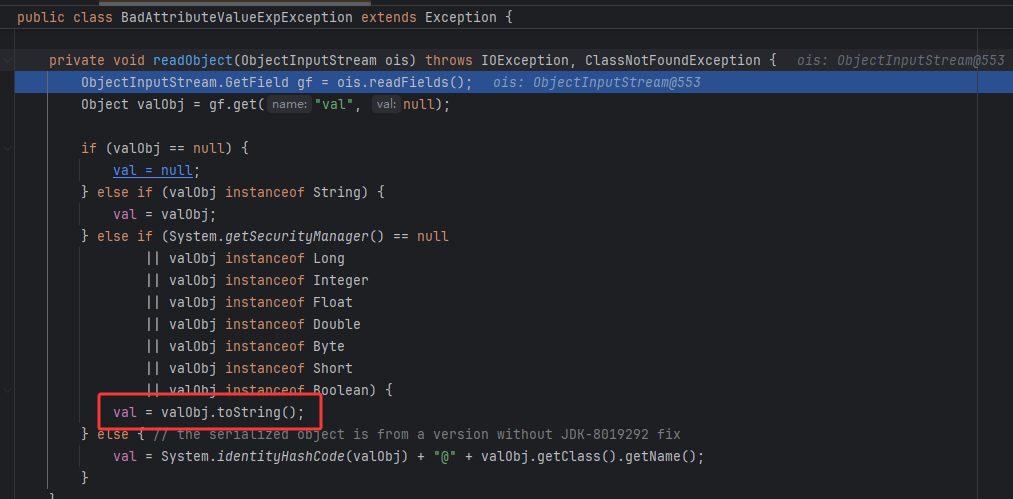 public class BadAttributeValueExpException extends Exception {
private void readObject(ObjectInputStream ois) throws IOException, ClassNotFoundException {   ois: ObjectInputStream@553
ObjectInputStream.GetField gf = ois.readFields();   ois: ObjectInputStream@553
Object valObj = gf.get( name: "val", val: null);
if (valObj == null) {
val = null;
} else if (valObj instanceof String) {
val = valObj;
} else if (System.getSecurityManager() == null
|| valObj instanceof Long
|| valObj instanceof Integer
|| valObj instanceof Float
|| valObj instanceof Double
|| valObj instanceof Byte
|| valObj instanceof Short
|| valObj instanceof Boolean) {
val = valObj.toString();
} else { // the serialized object is from a version without JDK-8019292 fix
val = System.identityHashCode(valObj) + "@" + valObj.getClass().getName();
}
}